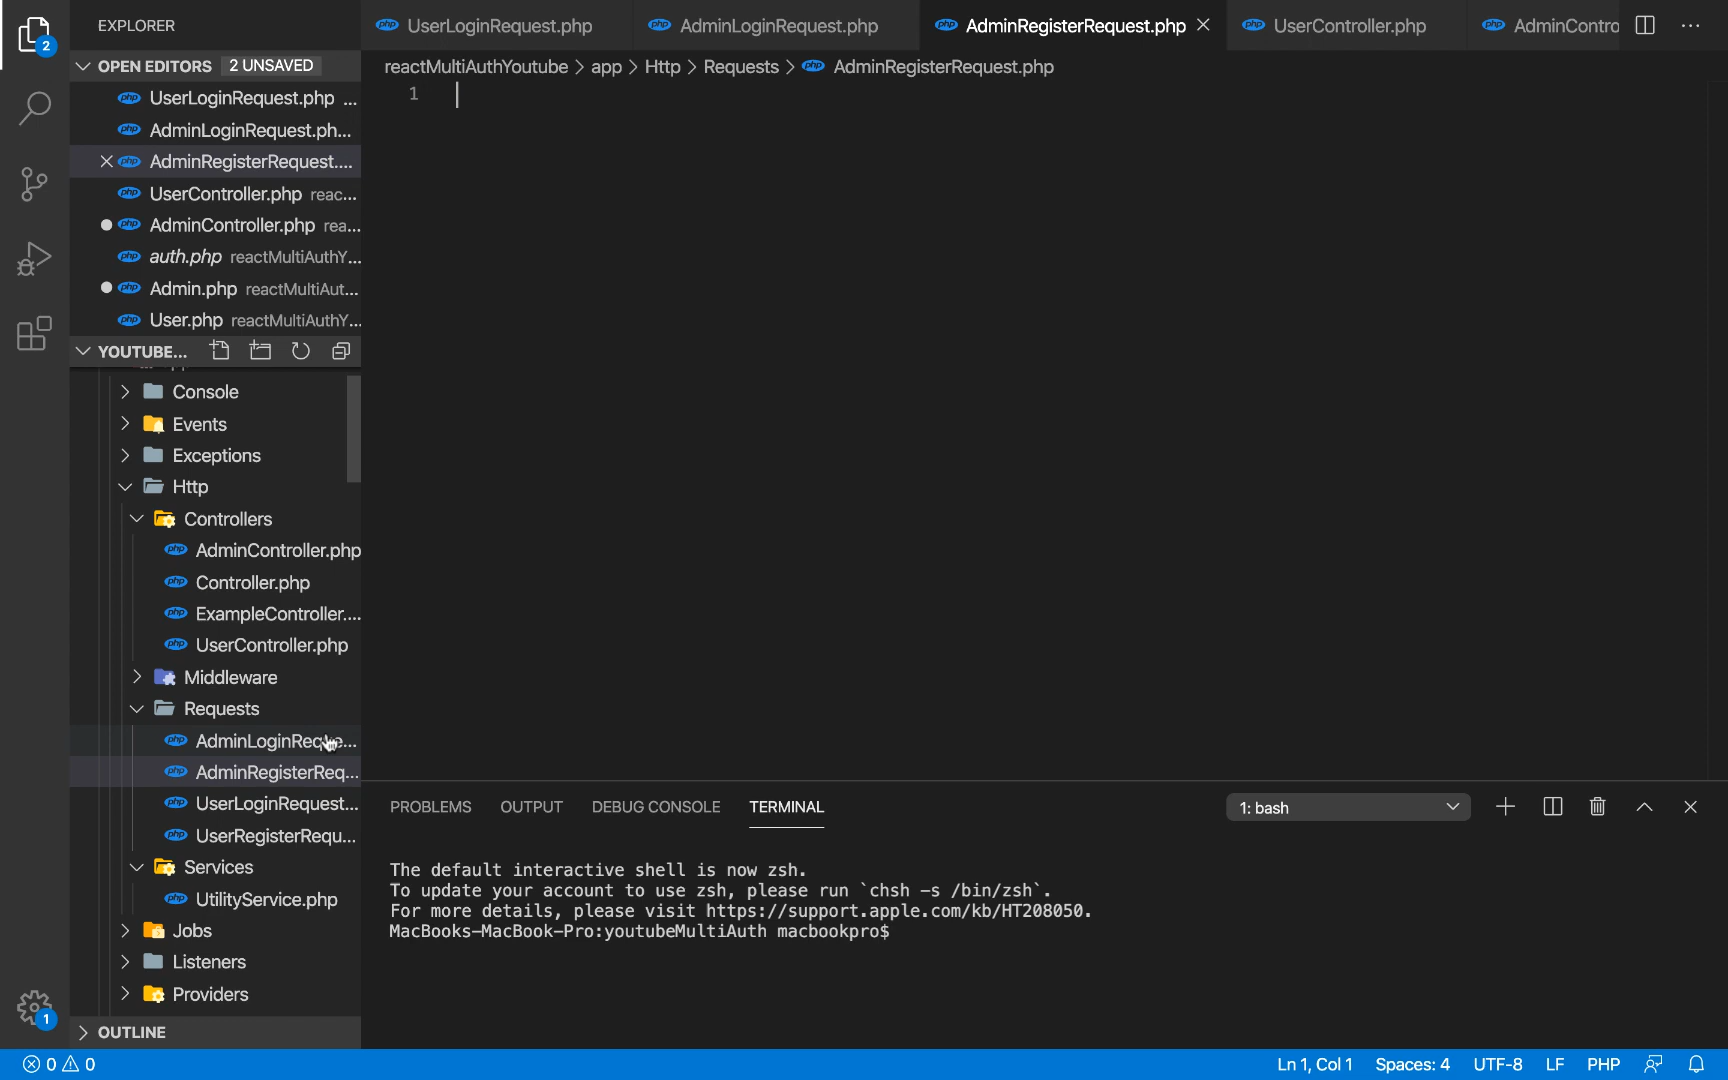 EXPLORER
UserLoginRequest.php
AdminLoginRequest.php
AdminRegisterRequest.php
UserController.php
AdminContro
OPEN EDITORS 2 UNSAVED
reactMultiAuthYoutube > app > Http > Requests > AdminRegisterRequest.php
1
UserLoginRequest.php ...
AdminLoginRequest.ph...
AdminRegisterRequest....
UserController.php reac...
AdminController.php rea...
auth.php reactMultiAuthY...
Admin.php reactMultiAut...
User.php reactMultiAuthY...
YOUTUBE...
Console
Events
Exceptions
Http
Controllers
AdminController.php
Controller.php
ExampleController....
UserController.php
Middleware
Requests
AdminLoginReque...
AdminRegisterReq...
UserLoginRequest...
UserRegisterRequ...
Services
UtilityService.php
Jobs
Listeners
Providers
OUTLINE
PROBLEMS OUTPUT DEBUG CONSOLE TERMINAL
1: bash
The default interactive shell is now zsh.
To update your account to use zsh, please run `chsh -s /bin/zsh`.
For more details, please visit https://support.apple.com/kb/HT208050.
MacBooks-MacBook-Pro:youtubeMultiAuth macbookpro$
2
1
0 0
Ln 1, Col 1 Spaces: 4 UTF-8 LF PHP